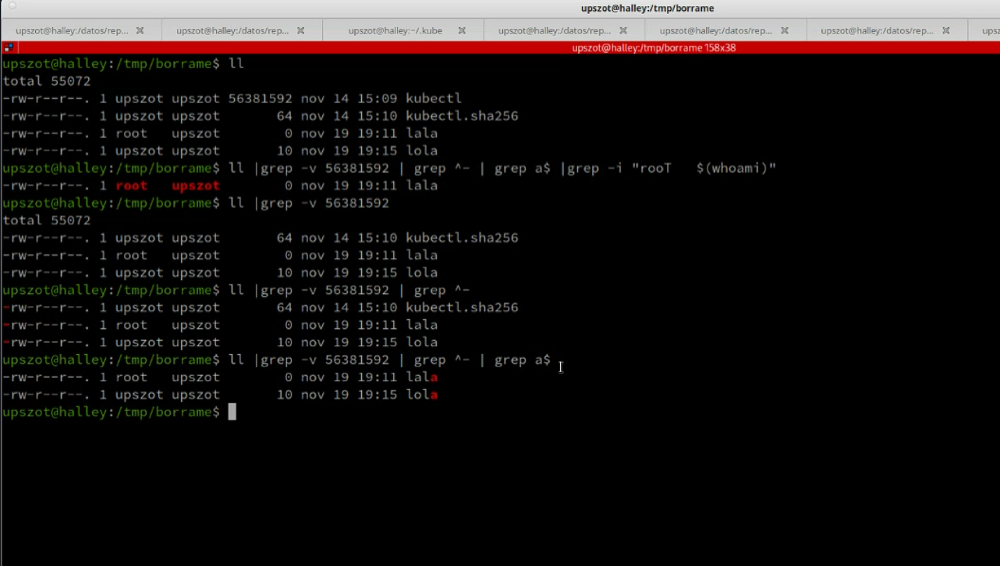 upszot@halley:/tmp/borrame
upszot@halley:/datos/rep... upszot@halley:/datos/rep... upszot@halley:~/.kube upszot@halley:/datos/rep... upszot@halley:/datos/rep... upszot@halley:/datos/rep... upsz
upszot@halley:/tmp/borrame 158x38
upszot@halley:/tmp/borrame$ ll
total 55072
-rw-r--r--. 1 upszot upszot 56381592 nov 14 15:09 kubectl
-rw-r--r--. 1 upszot upszot       64 nov 14 15:10 kubectl.sha256
-rw-r--r--. 1 root   upszot        0 nov 19 19:11 lala
-rw-r--r--. 1 upszot upszot       10 nov 19 19:15 lola
upszot@halley:/tmp/borrame$ ll |grep -v 56381592 | grep ^- | grep a$ |grep -i "rooT   $(whoami)"
-rw-r--r--. 1 root   upszot        0 nov 19 19:11 lala
upszot@halley:/tmp/borrame$ ll |grep -v 56381592
total 55072
-rw-r--r--. 1 upszot upszot       64 nov 14 15:10 kubectl.sha256
-rw-r--r--. 1 root   upszot        0 nov 19 19:11 lala
-rw-r--r--. 1 upszot upszot       10 nov 19 19:15 lola
upszot@halley:/tmp/borrame$ ll |grep -v 56381592 | grep ^-
-rw-r--r--. 1 upszot upszot       64 nov 14 15:10 kubectl.sha256
-rw-r--r--. 1 root   upszot        0 nov 19 19:11 lala
-rw-r--r--. 1 upszot upszot       10 nov 19 19:15 lola
upszot@halley:/tmp/borrame$ ll |grep -v 56381592 | grep ^- | grep a$
-rw-r--r--. 1 root   upszot        0 nov 19 19:11 lala
-rw-r--r--. 1 upszot upszot       10 nov 19 19:15 lola
upszot@halley:/tmp/borrame$